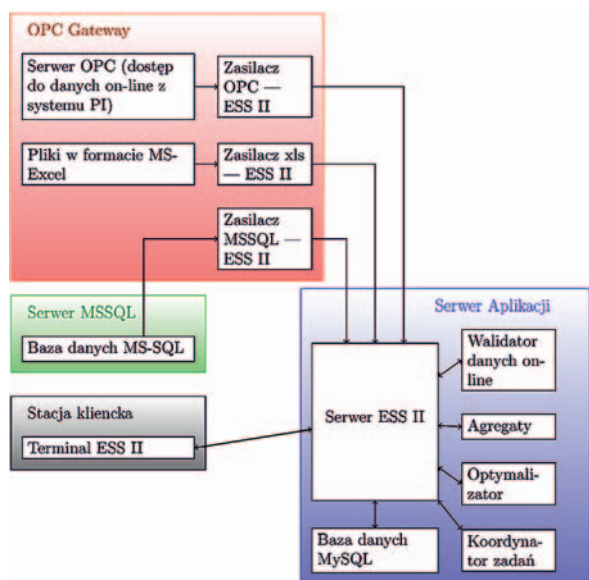 OPC Gateway
Serwer OPC (dostęp
do danych on-line z
systemu PI)
Zasilacz
OPC —
ESS II
Pliki w formacie MS-
Excel
Zasilacz xls
— ESS II
Zasilacz
MSSQL —
ESS II
Serwer MSSQL
Baza danych MS-SQL
Stacja kliencka
Terminal ESS II
Serwer Aplikacji
Serwer ESS II
Walidator
danych on-
line
Agregaty
Optymali-
zator
Koordyna-
tor zadań
Baza danych
MySQL